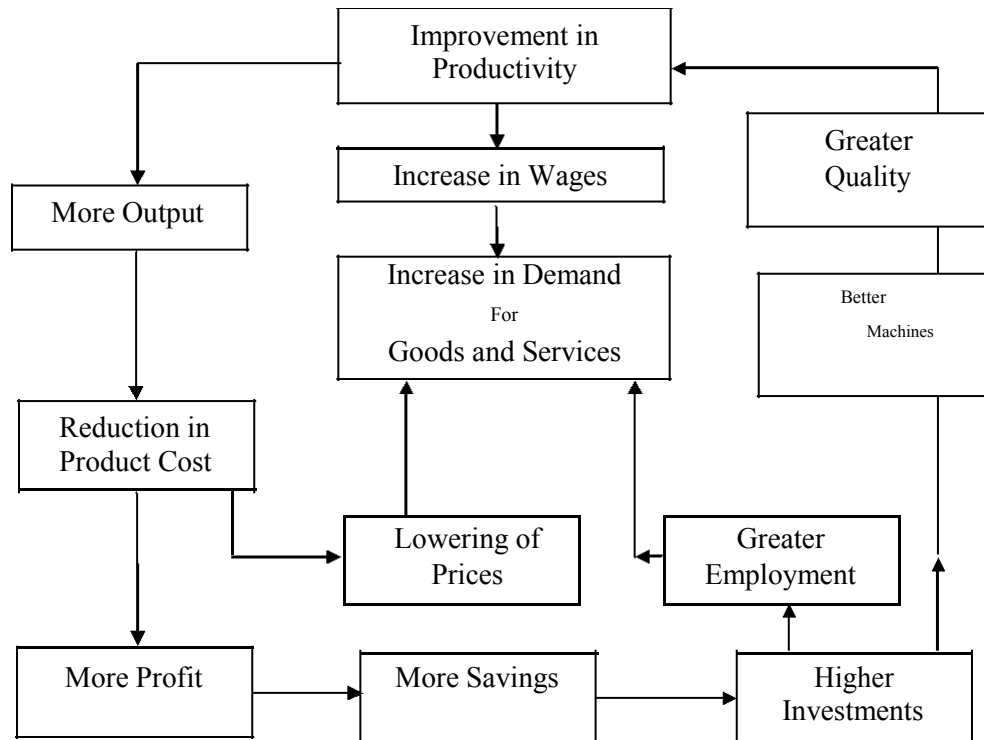 Improvement in
Productivity
Greater
Quality
Increase in Wages
More Output
Increase in Demand
For
Goods and Services
Better
Machines
Reduction in
Product Cost
Lowering of
Prices
Greater
Employment
More Profit
More Savings
Higher
Investments